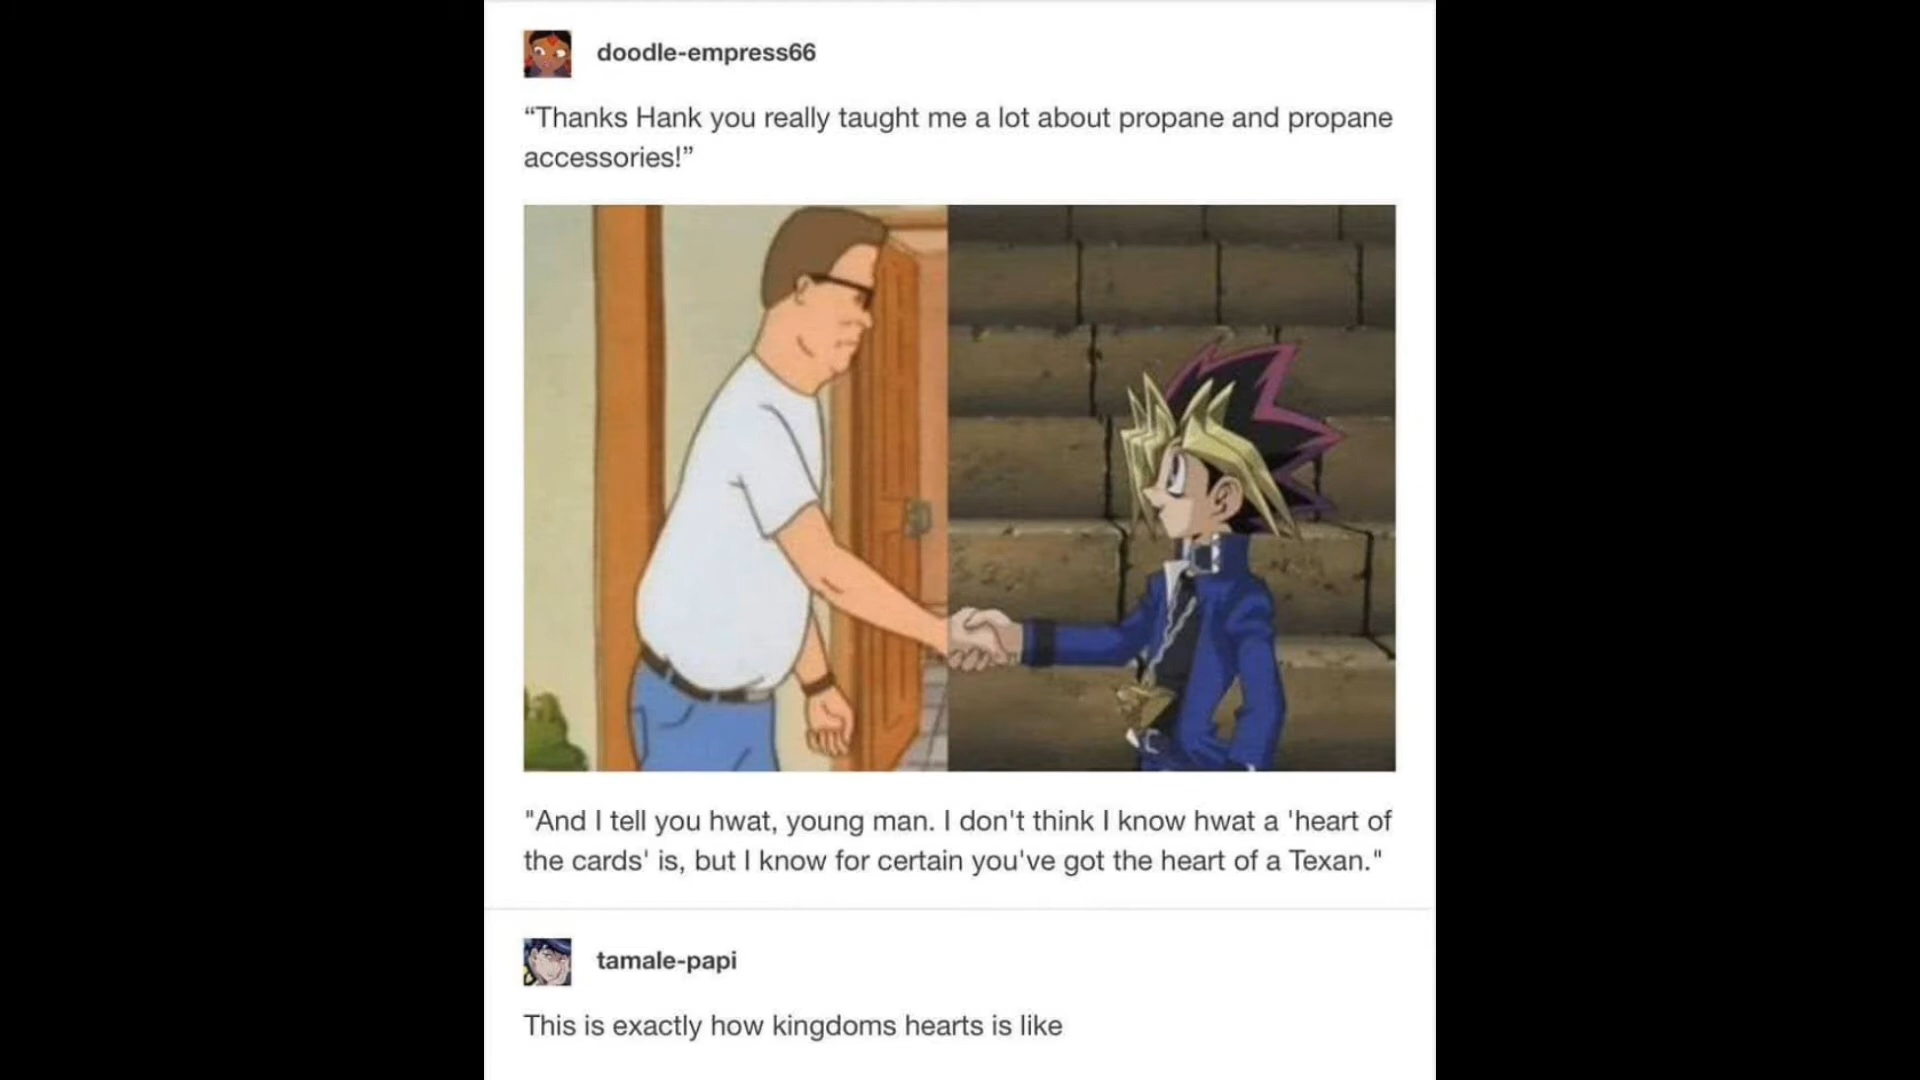 doodle-empress66
“Thanks Hank you really taught me a lot about propane and propane
accessories!”
"And I tell you hwat, young man. I don't think I know hwat a 'heart of
the cards' is, but I know for certain you've got the heart of a Texan."
tamale-papi
This is exactly how kingdoms hearts is like